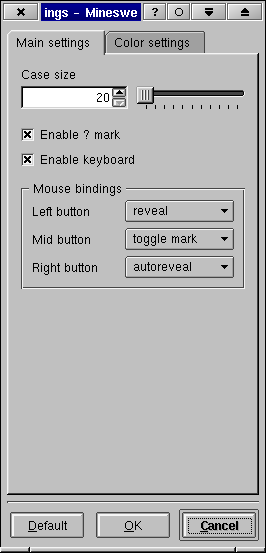 ings - Mineswe ?
Main settings Color settings
Case size
20
Enable ? mark
Enable keyboard
Mouse bindings
Left button reveal
Mid button toggle mark
Right button autoreveal
Default OK Cancel